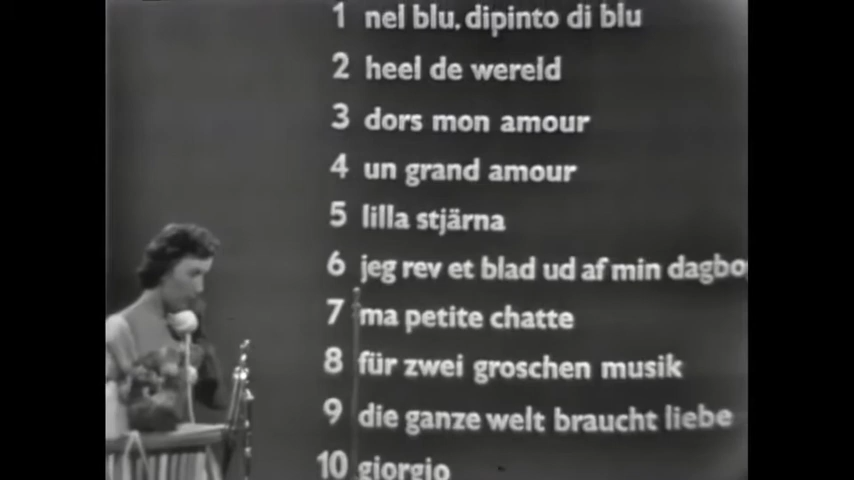 1 nel blu, dipinto di blu
2 heel de wereld
3 dors mon amour
4 un grand amour
5 lilla stjärna
6 jeg rev et blad ud af min dagbo
7 ma petite chatte
8 für zwei groschen musik
9 die ganze welt braucht liebe
10 giorgio